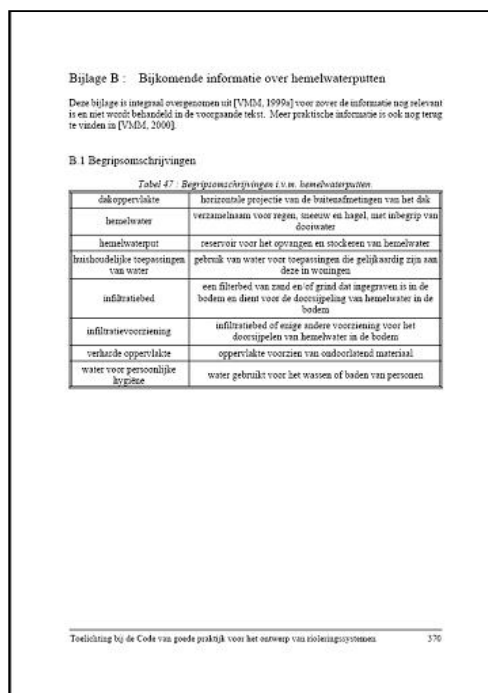 Bijlage B : Bijkomende informatie over hemelwaterputten
Deze bijlage is integraal overgenomen uit [VMM, 1999a] voor zover de informatie nog relevant
is en niet wordt behandeld in de voorgaande tekst. Meer praktische informatie is ook nog terug
te vinden in [VMM, 2000].
B.1 Begripsomschrijvingen
Tabel 47 : Begripsomschrijvingen i.v.m. hemelwaterputten.
dakoppervlakte horizontale projectie van de buitenafmetingen van het dak
hemelwater verzamelnaam voor regen, sneeuw en hagel, met inbegrip van
dooiwater
hemelwaterput reservoir voor het opvangen en stockeren van hemelwater
huishoudelijke toepassingen gebruik van water voor toepassingen die gelijkaardig zijn aan
van water deze in woningen
infiltratiebed een filterbed van zand en/of grind dat ingegraven is in de
bodem en dient voor de doorsijpeling van hemelwater in de
bodem
infiltratievoorziening infiltratiebed of enige andere voorziening voor het
doorsijpelen van hemelwater in de bodem
verharde oppervlakte oppervlakte voorzien van ondoorlatend materiaal
water voor persoonlijke water gebruikt voor het wassen of baden van personen
hygiëne
Toelichting bij de Code van goede praktijk voor het ontwerp van rioleringssystemen 370